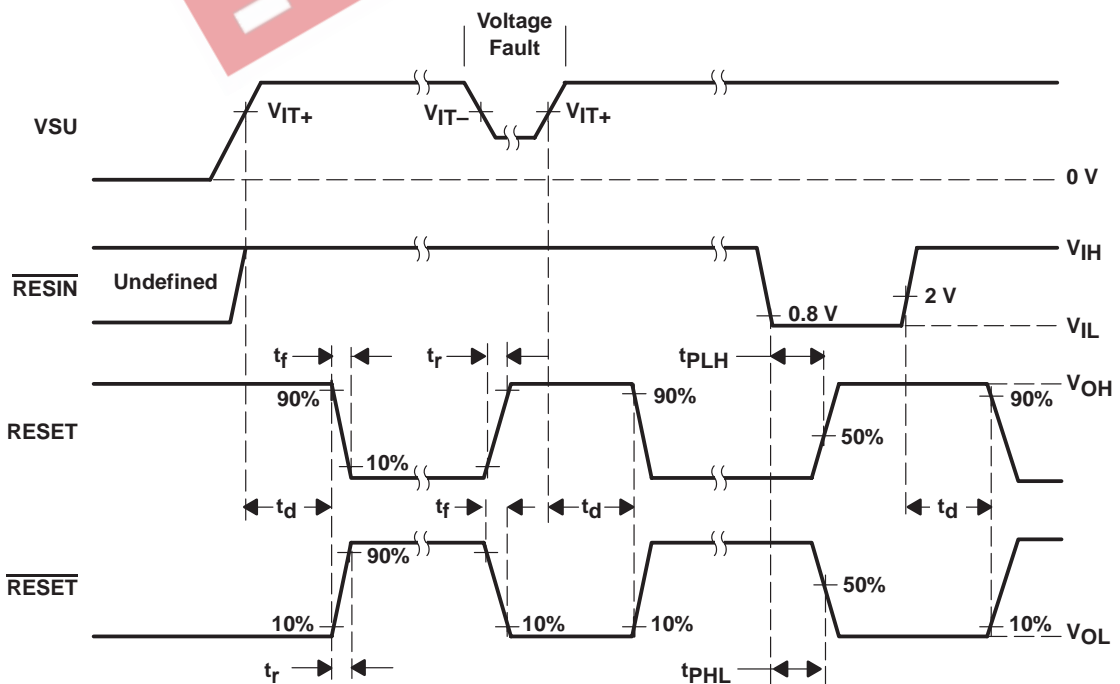 Voltage
Fault
VSU
VIT+
VIT–
VIT+
0 V
RESIN
Undefined
VIH
2 V
0.8 V
VIL
tf
tr
tPLH
VOH
RESET
90%
90%
90%
10%
50%
td
tf
td
td
RESET
90%
50%
10%
10%
10%
10%
VOL
tr
tPHL